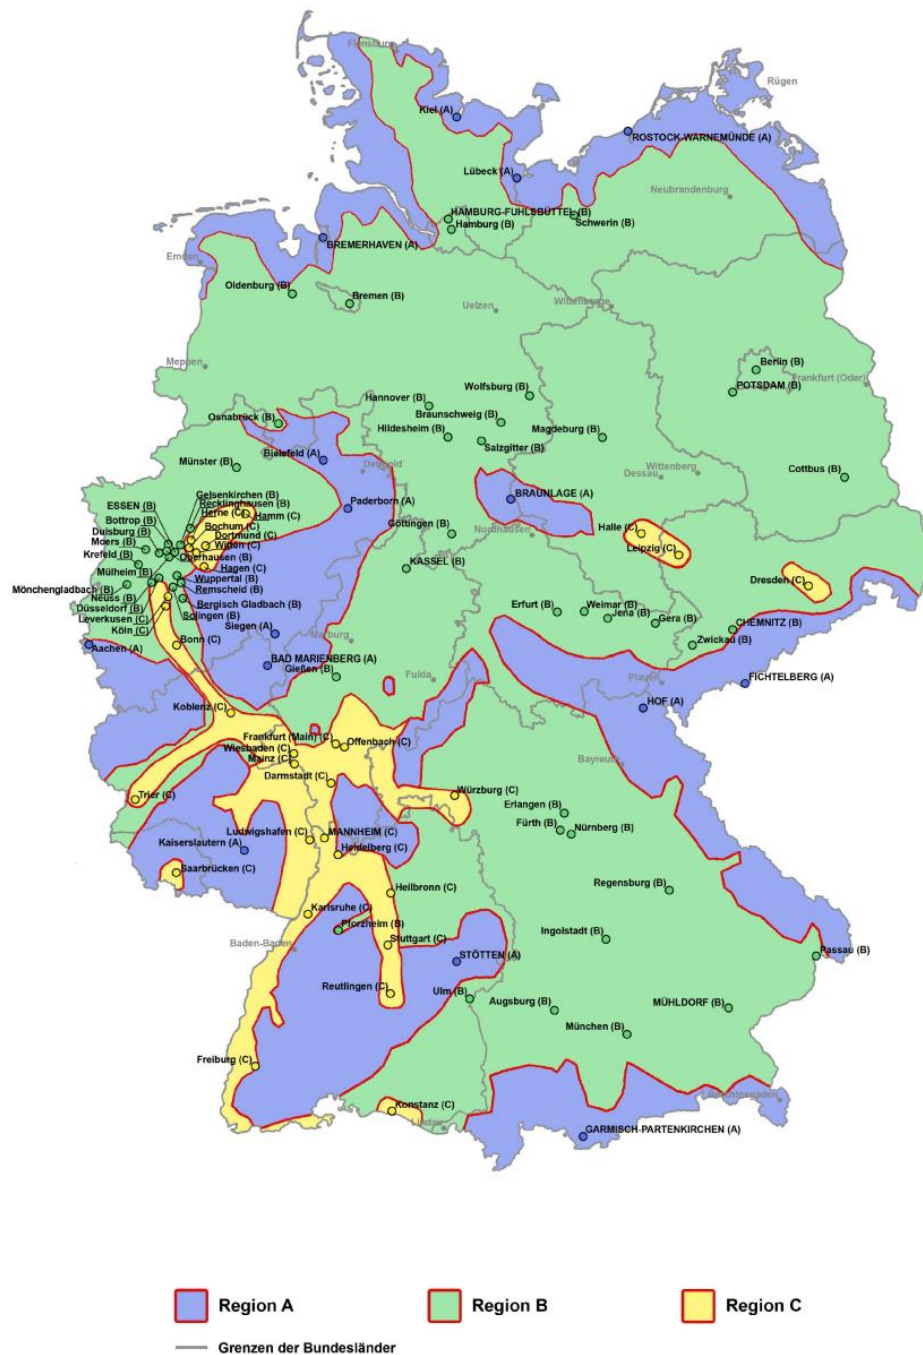 Flensburg
Rügen
Kiel (A)
ROSTOCK-WARNEMÜNDE (A)
Lübeck (A)
Neubrandenburg
HAMBURG-FUHLSBÜTTEL (B)
Hamburg (B)
Schwerin (B)
BREMERHAVEN (A)
Emden
Oldenburg (B)
Bremen (B)
Uelzen
Wittenberge
Meppen
Berlin (B)
Frankfurt (Oder)
POTSDAM (B)
Wolfsburg (B)
Hannover (B)
Braunschweig (B)
Osnabrück (B)
Hildesheim (B)
Magdeburg (B)
Salzgitter (B)
Bielefeld (A)
Münster (B)
Detmold
Dessau
Wittenberg
Cottbus (B)
Gelsenkirchen (B)
Recklinghausen (B)
BRAUNLAGE (A)
ESSEN (B)
Herne (C)
Hamm (C)
Paderborn (A)
Bottrop (B)
Bochum (C)
Göttingen (B)
Nordhausen
Halle (C)
Duisburg (B)
Dortmund (C)
Moers (B)
Witten (C)
Leipzig (C)
Krefeld (B)
Oberhausen (B)
KASSEL (B)
Hagen (C)
Mülheim (B)
Wuppertal (B)
Dresden (C)
Mönchengladbach (B)
Remscheid (B)
Neuss (B)
Bergisch Gladbach (B)
Erfurt (B)
Weimar (B)
Düsseldorf (B)
Jena (B)
Leverkusen (C)
Solingen (B)
Gera (B)
CHEMNITZ (B)
Köln (C)
Siegen (A)
Zwickau (B)
Bonn (C)
Marburg
Aachen (A)
BAD MARIENBERG (A)
Gießen (B)
Fulda
Plauen
FICHTELBERG (A)
Koblenz (C)
HOF (A)
Frankfurt (Main) (C)
Offenbach (C)
Wiesbaden (C)
Mainz (C)
Bayreuth
Darmstadt (C)
Trier (C)
Würzburg (C)
Erlangen (B)
Fürth (B)
Nürnberg (B)
Ludwigshafen (C)
MANNHEIM (C)
Kaiserslautern (A)
Heidelberg (C)
Saarbrücken (C)
Heilbronn (C)
Regensburg (B)
Karlsruhe (C)
Pforzheim (B)
Ingolstadt (B)
Baden-Baden
Stuttgart (C)
Passau (B)
STÖTTEN (A)
Reutlingen (C)
Ulm (B)
Augsburg (B)
MÜHLDORF (B)
München (B)
Freiburg (C)
Berchtesgaden
Konstanz (C)
Lindau
GARMISCH-PARTENKIRCHEN (A)
Region A
Region B
Region C
Grenzen der Bundesländer